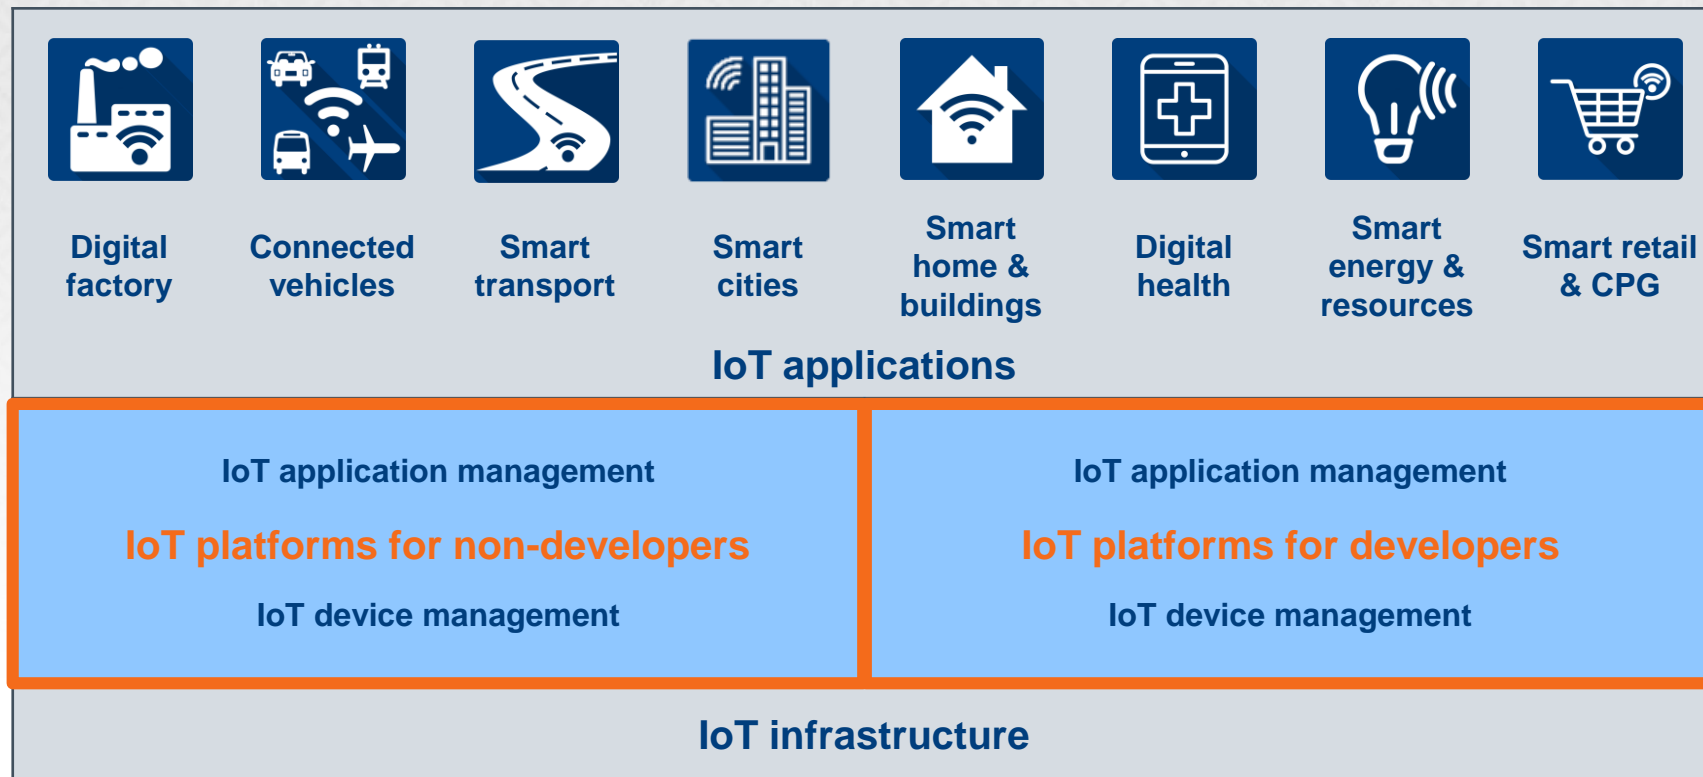 Digital
factory
Connected
vehicles
Smart
transport
Smart
cities
Smart
home &
buildings
Digital
health
Smart
energy &
resources
Smart retail
& CPG
IoT applications
IoT application management
IoT platforms for non-developers
IoT device management
IoT application management
IoT platforms for developers
IoT device management
IoT infrastructure